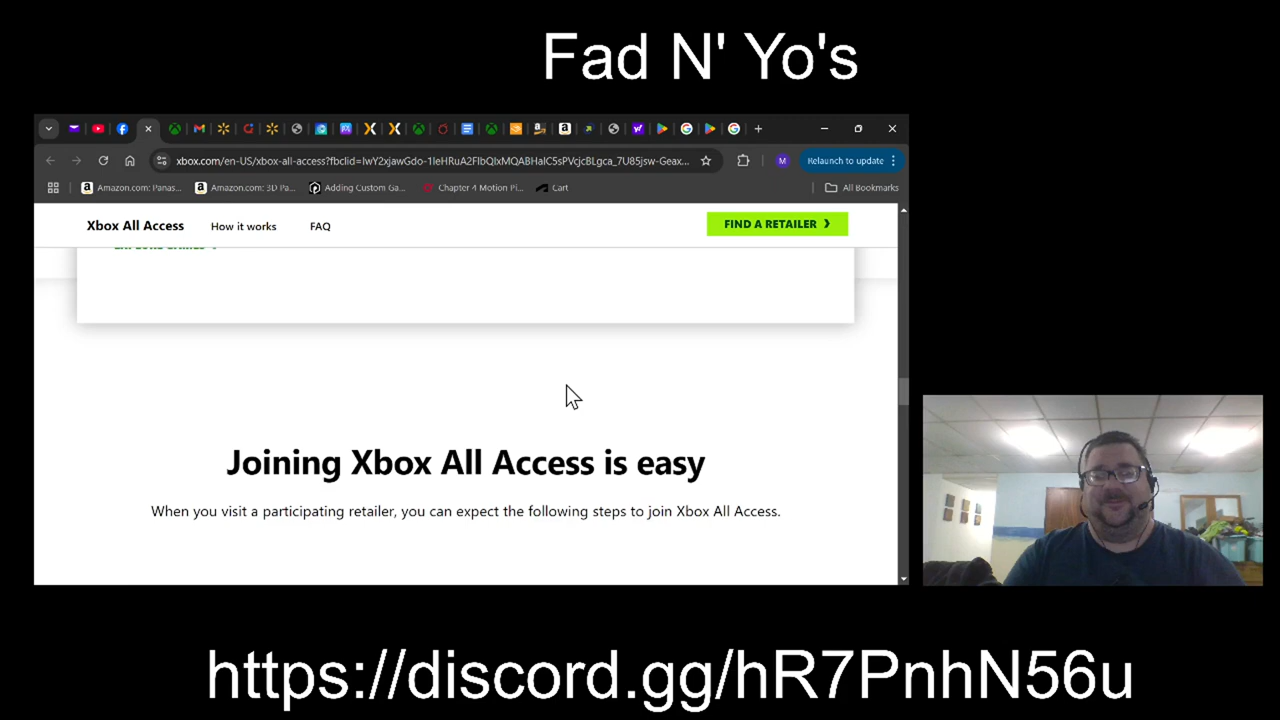 Fad N' Yo's
xbox.com/en-US/xbox-all-access?fbclid=IwY2xjawGdo-1leHRuA2FlbQIxMQABHaIC5sPVjcBLgca_7U85jsw-Geax...
Relaunch to update
Amazon.com: Panas...
Amazon.com: 3D Pa...
Adding Custom Ga...
Chapter 4 Motion Pi...
Cart
All Bookmarks
Xbox All Access
How it works
FAQ
FIND A RETAILER
Joining Xbox All Access is easy
When you visit a participating retailer, you can expect the following steps to join Xbox All Access.
https://discord.gg/hR7PnhN56u